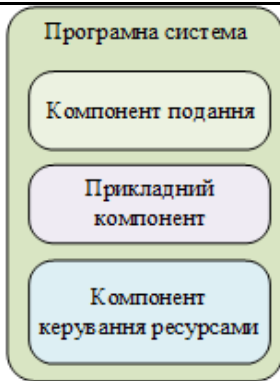 Програмна система
Компонент подання
Прикладний
компонент
Компонент
керування ресурсами